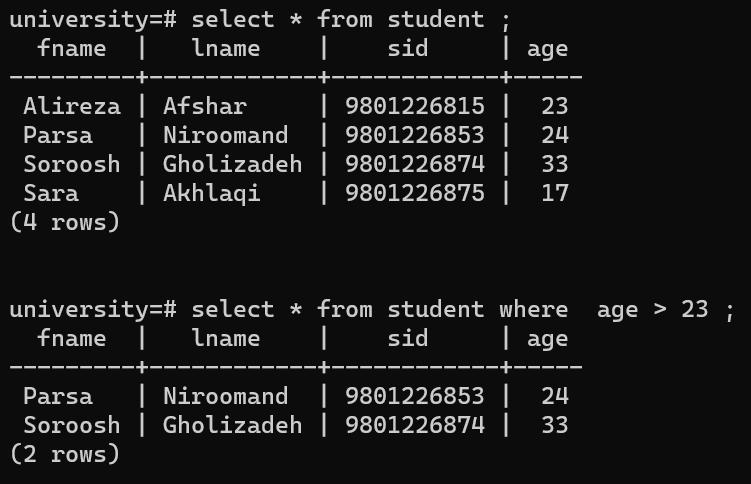 university=# select * from student ;
  fname  |   lname    |    sid     | age
---------+------------+------------+-----
 Alireza | Afshar     | 9801226815 |  23
 Parsa   | Niroomand  | 9801226853 |  24
 Soroosh | Gholizadeh | 9801226874 |  33
 Sara    | Akhlaqi    | 9801226875 |  17
(4 rows)
university=# select * from student where  age > 23 ;
  fname  |   lname    |    sid     | age
---------+------------+------------+-----
 Parsa   | Niroomand  | 9801226853 |  24
 Soroosh | Gholizadeh | 9801226874 |  33
(2 rows)